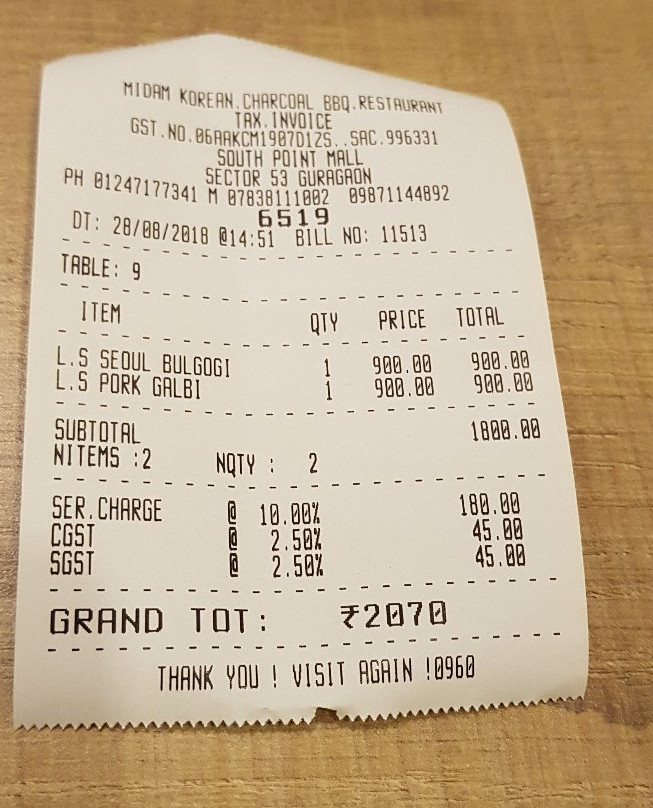 MIDAM KOREAN.CHARCOAL BBQ.RESTAURANT
TAX.INVOICE
GST.NO.06AAKCM1907D1ZS..SAC.996331
SOUTH POINT MALL
SECTOR 53 GURAGAON
PH 01247177341 M 07838111002 09871144892
6519
DT: 28/08/2018 @14:51 BILL NO: 11513
TABLE: 9
ITEM QTY PRICE TOTAL
L.S SEOUL BULGOGI 1 900.00 900.00
L.S PORK GALBI 1 900.00 900.00
SUBTOTAL 1800.00
NITEMS :2 NQTY : 2
SER.CHARGE @ 10.00% 180.00
CGST @ 2.50% 45.00
SGST @ 2.50% 45.00
GRAND TOT: ₹2070
THANK YOU ! VISIT AGAIN !0960